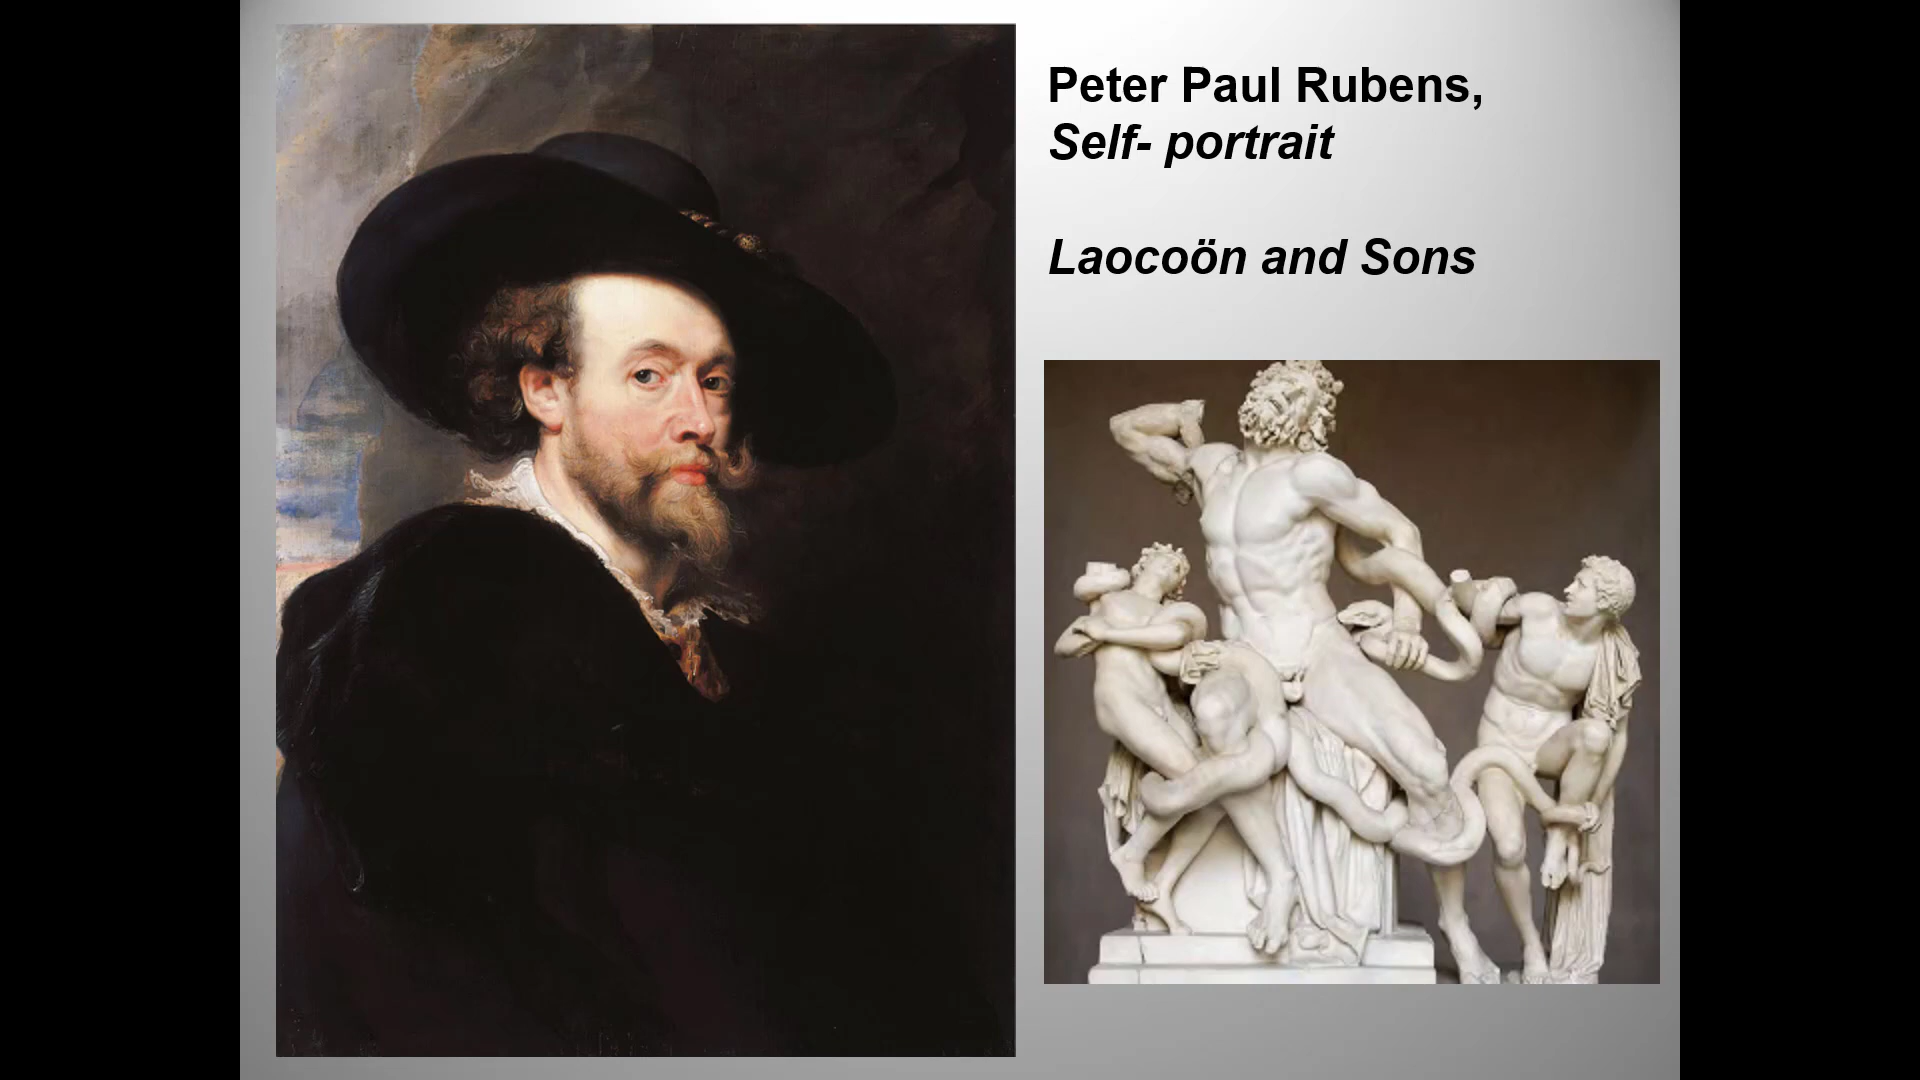 Peter Paul Rubens,
Self- portrait
Laocoön and Sons